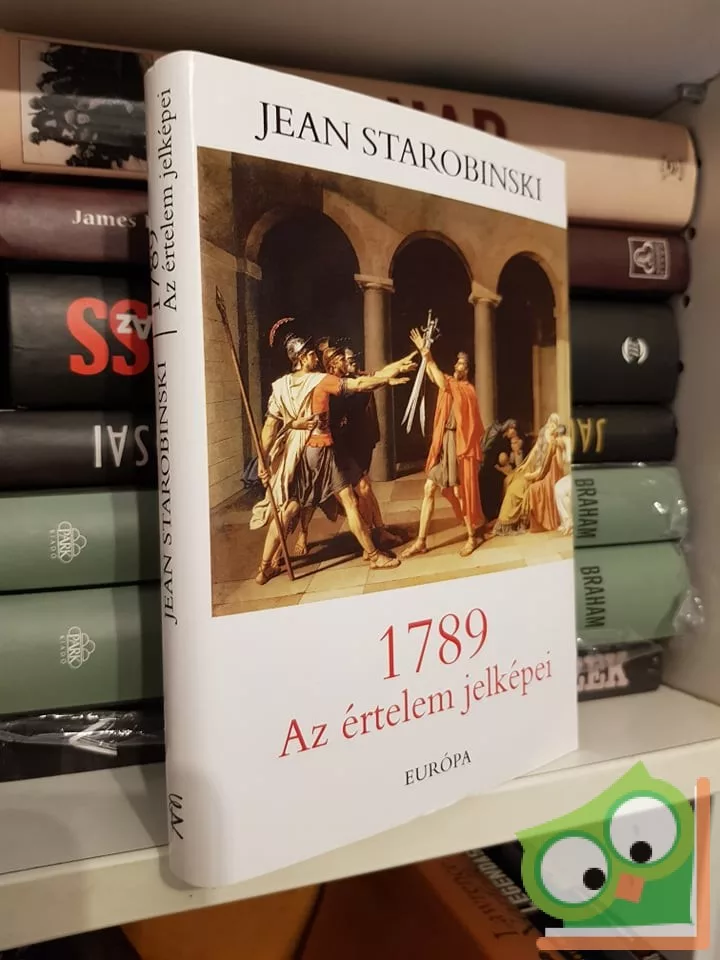 JEAN STAROBINSKI
1789
Az értelem jelképei
EURÓPA
JEAN STAROBINSKI | 1789 Az értelem jelképei
James
SS
Az
SAI
PARK
KIADÓ
PARK
KIADÓ
BRAHAM
BRAHAM